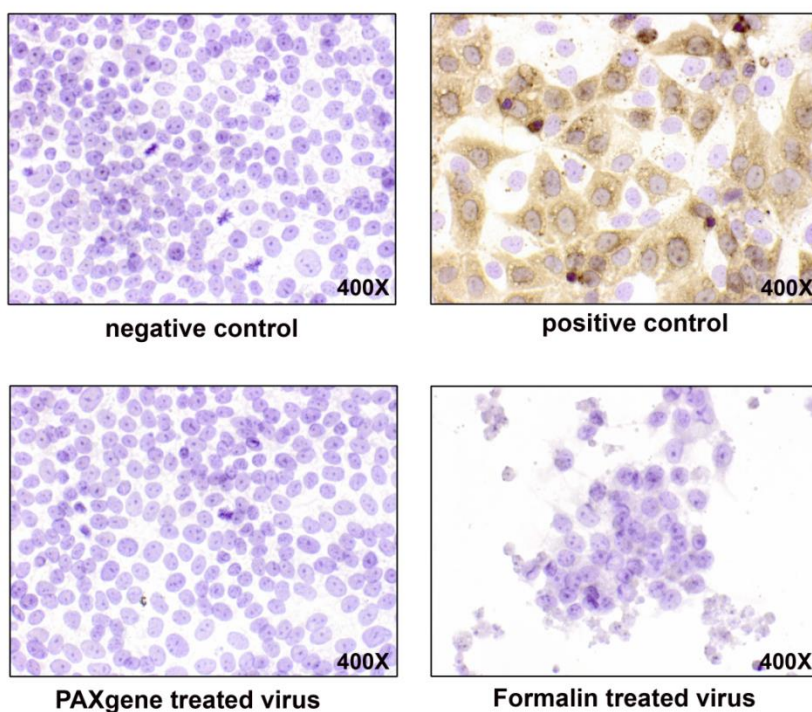 400X
400X
negative control
positive control
400X
400X
PAXgene treated virus
Formalin treated virus